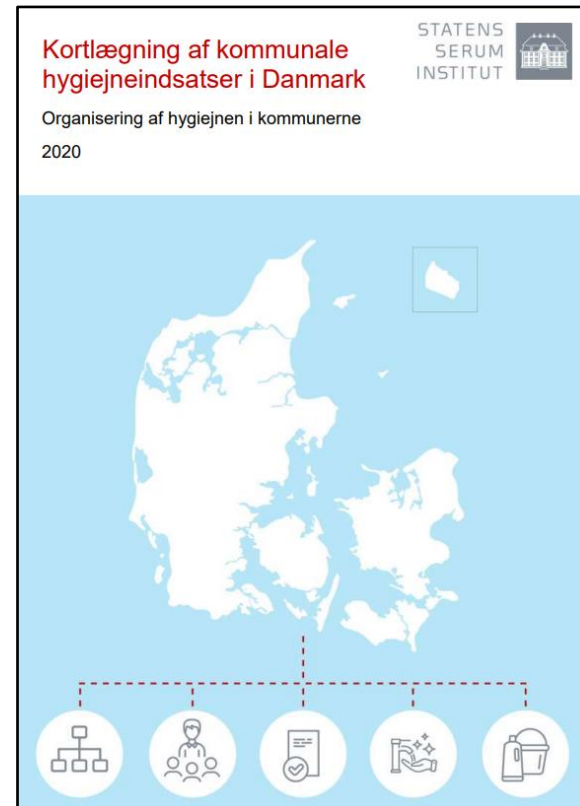 Kortlægning af kommunale
hygiejneindsatser i Danmark
Organisering af hygiejnen i kommunerne
2020
STATENS
SERUM
INSTITUT